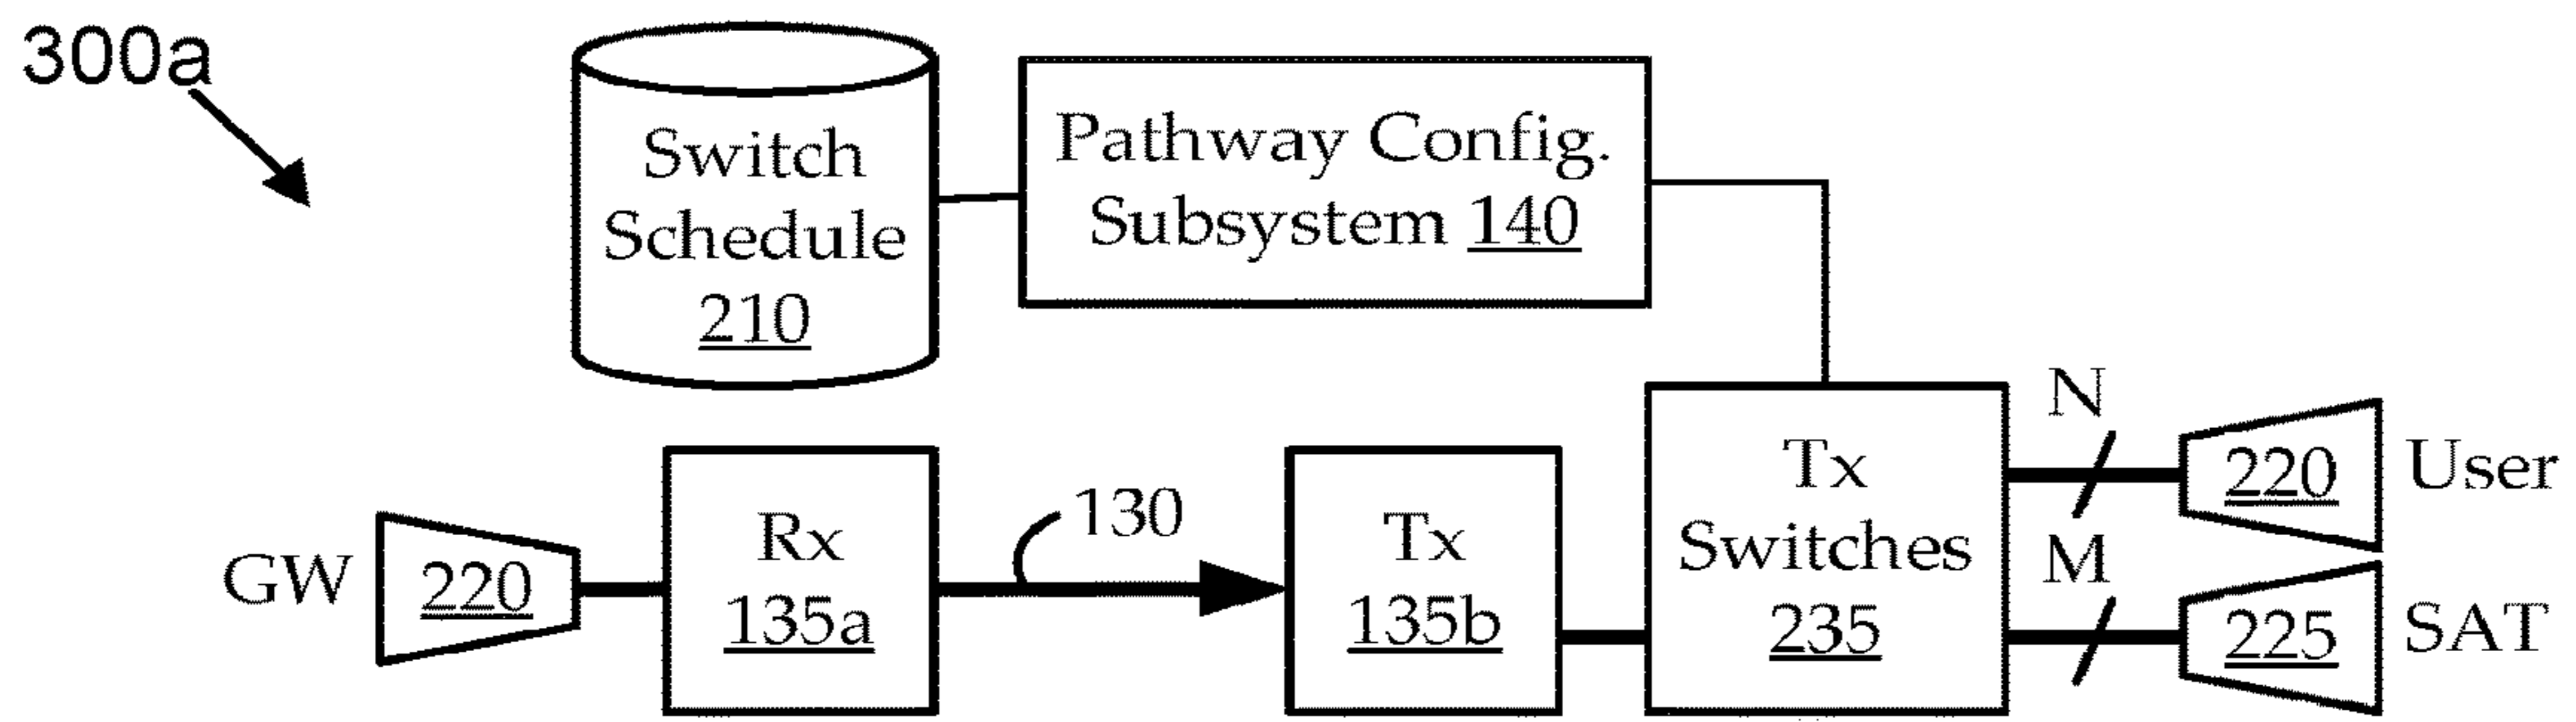 300a
Switch
Schedule
210
Pathway Config.
Subsystem 140
GW
220
Rx
135a
130
Tx
135b
Tx
Switches
235
N
220
User
M
225
SAT